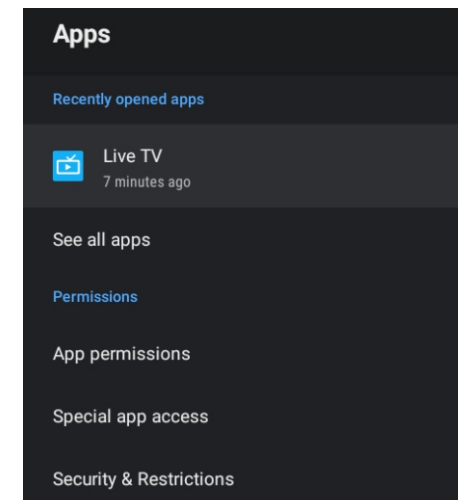 Apps
Recently opened apps
Live TV
7 minutes ago
See all apps
Permissions
App permissions
Special app access
Security & Restrictions